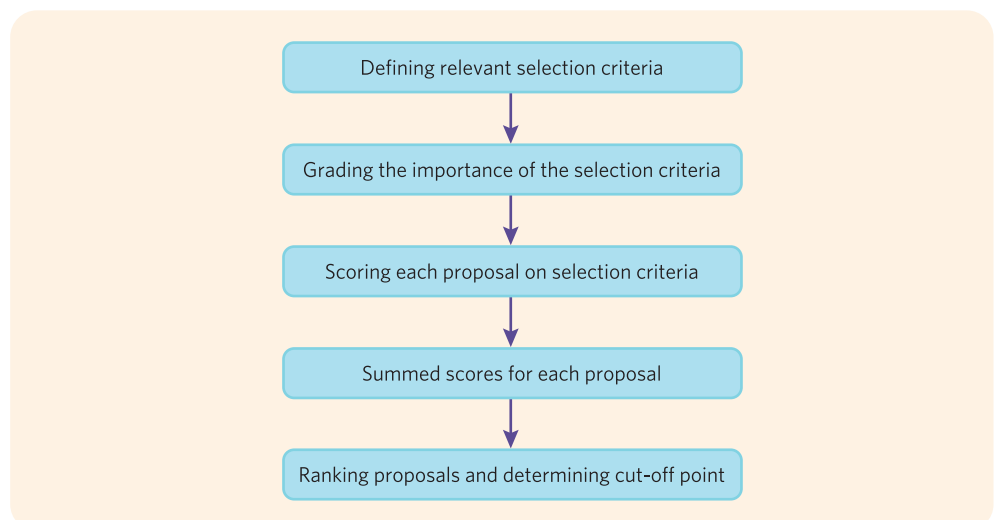 Defining relevant selection criteria
Grading the importance of the selection criteria
Scoring each proposal on selection criteria
Summed scores for each proposal
Ranking proposals and determining cut-off point